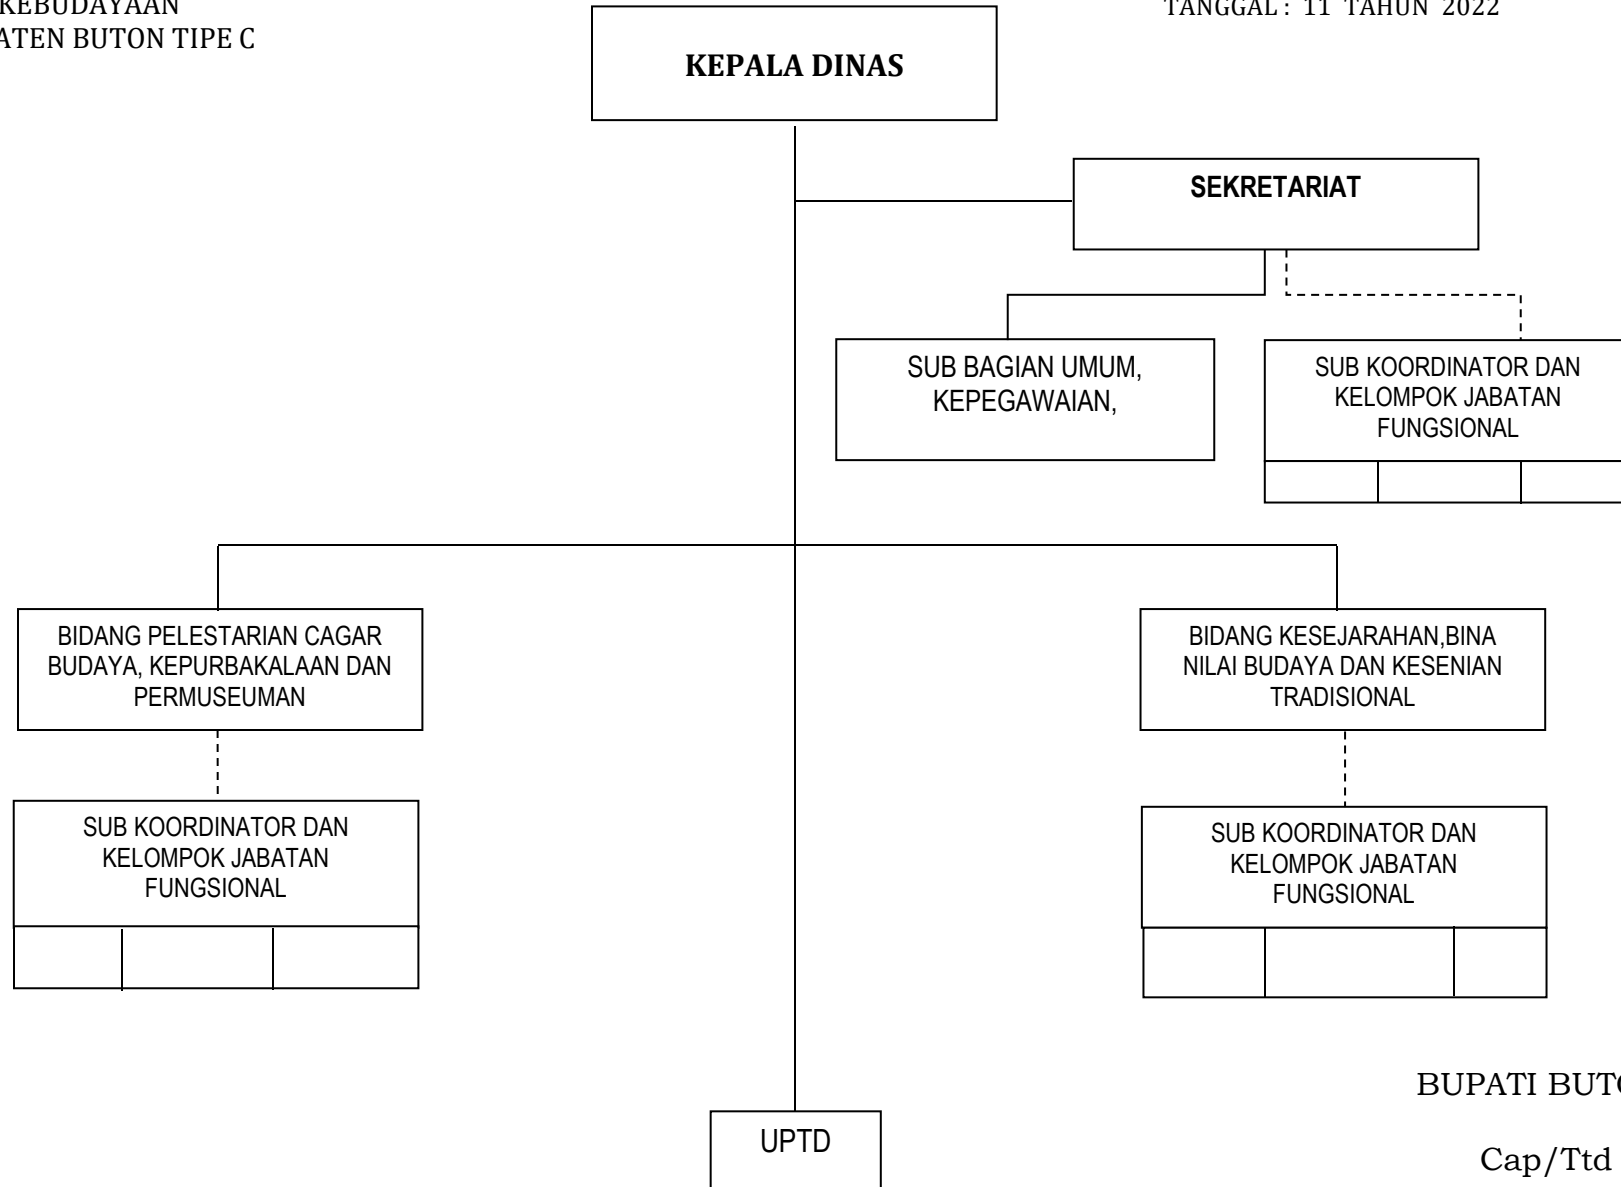 KEBUDAYAAN
TANGGAL : 11 TAHUN 2022
BUTON TIPE C
KEPALA DINAS
SEKRETARIAT
SUB BAGIAN UMUM,
KEPEGAWAIAN,
SUB KOORDINATOR DAN
KELOMPOK JABATAN
FUNGSIONAL
BIDANG PELESTARIAN CAGAR
BUDAYA, KEPURBAKALAAN DAN
PERMUSEUMAN
BIDANG KESEJARAHAN,BINA
NILAI BUDAYA DAN KESENIAN
TRADISIONAL
SUB KOORDINATOR DAN
KELOMPOK JABATAN
FUNGSIONAL
SUB KOORDINATOR DAN
KELOMPOK JABATAN
FUNGSIONAL
BUPATI
UPTD
Cap/Ttd